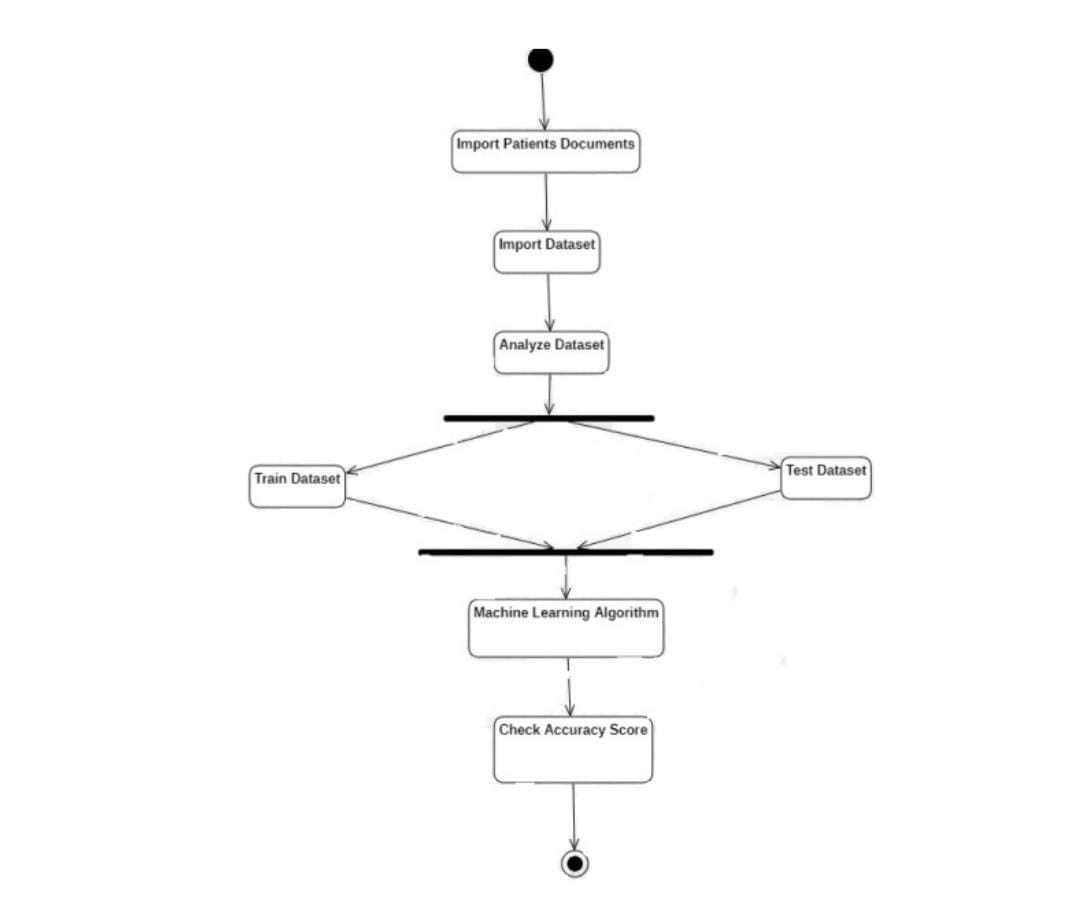 Import Patients Documents
Import Dataset
Analyze Dataset
Train Dataset
Test Dataset
Machine Learning Algorithm
Check Accuracy Score